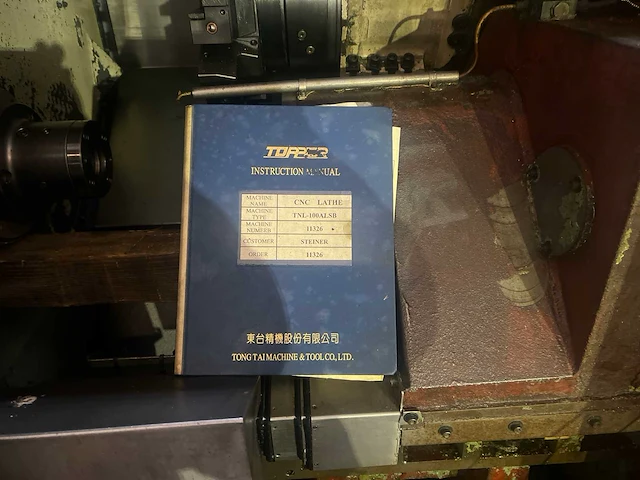 TOPPER
INSTRUCTION MANUAL
MACHINE NAME CNC LATHE
MACHINE TYPE TNL-100ALSB
MACHINE NUMBER 11326
CUSTOMER STEINER
ORDER 11326
東台精機股份有限公司
TONG TAI MACHINE & TOOL CO., LTD.